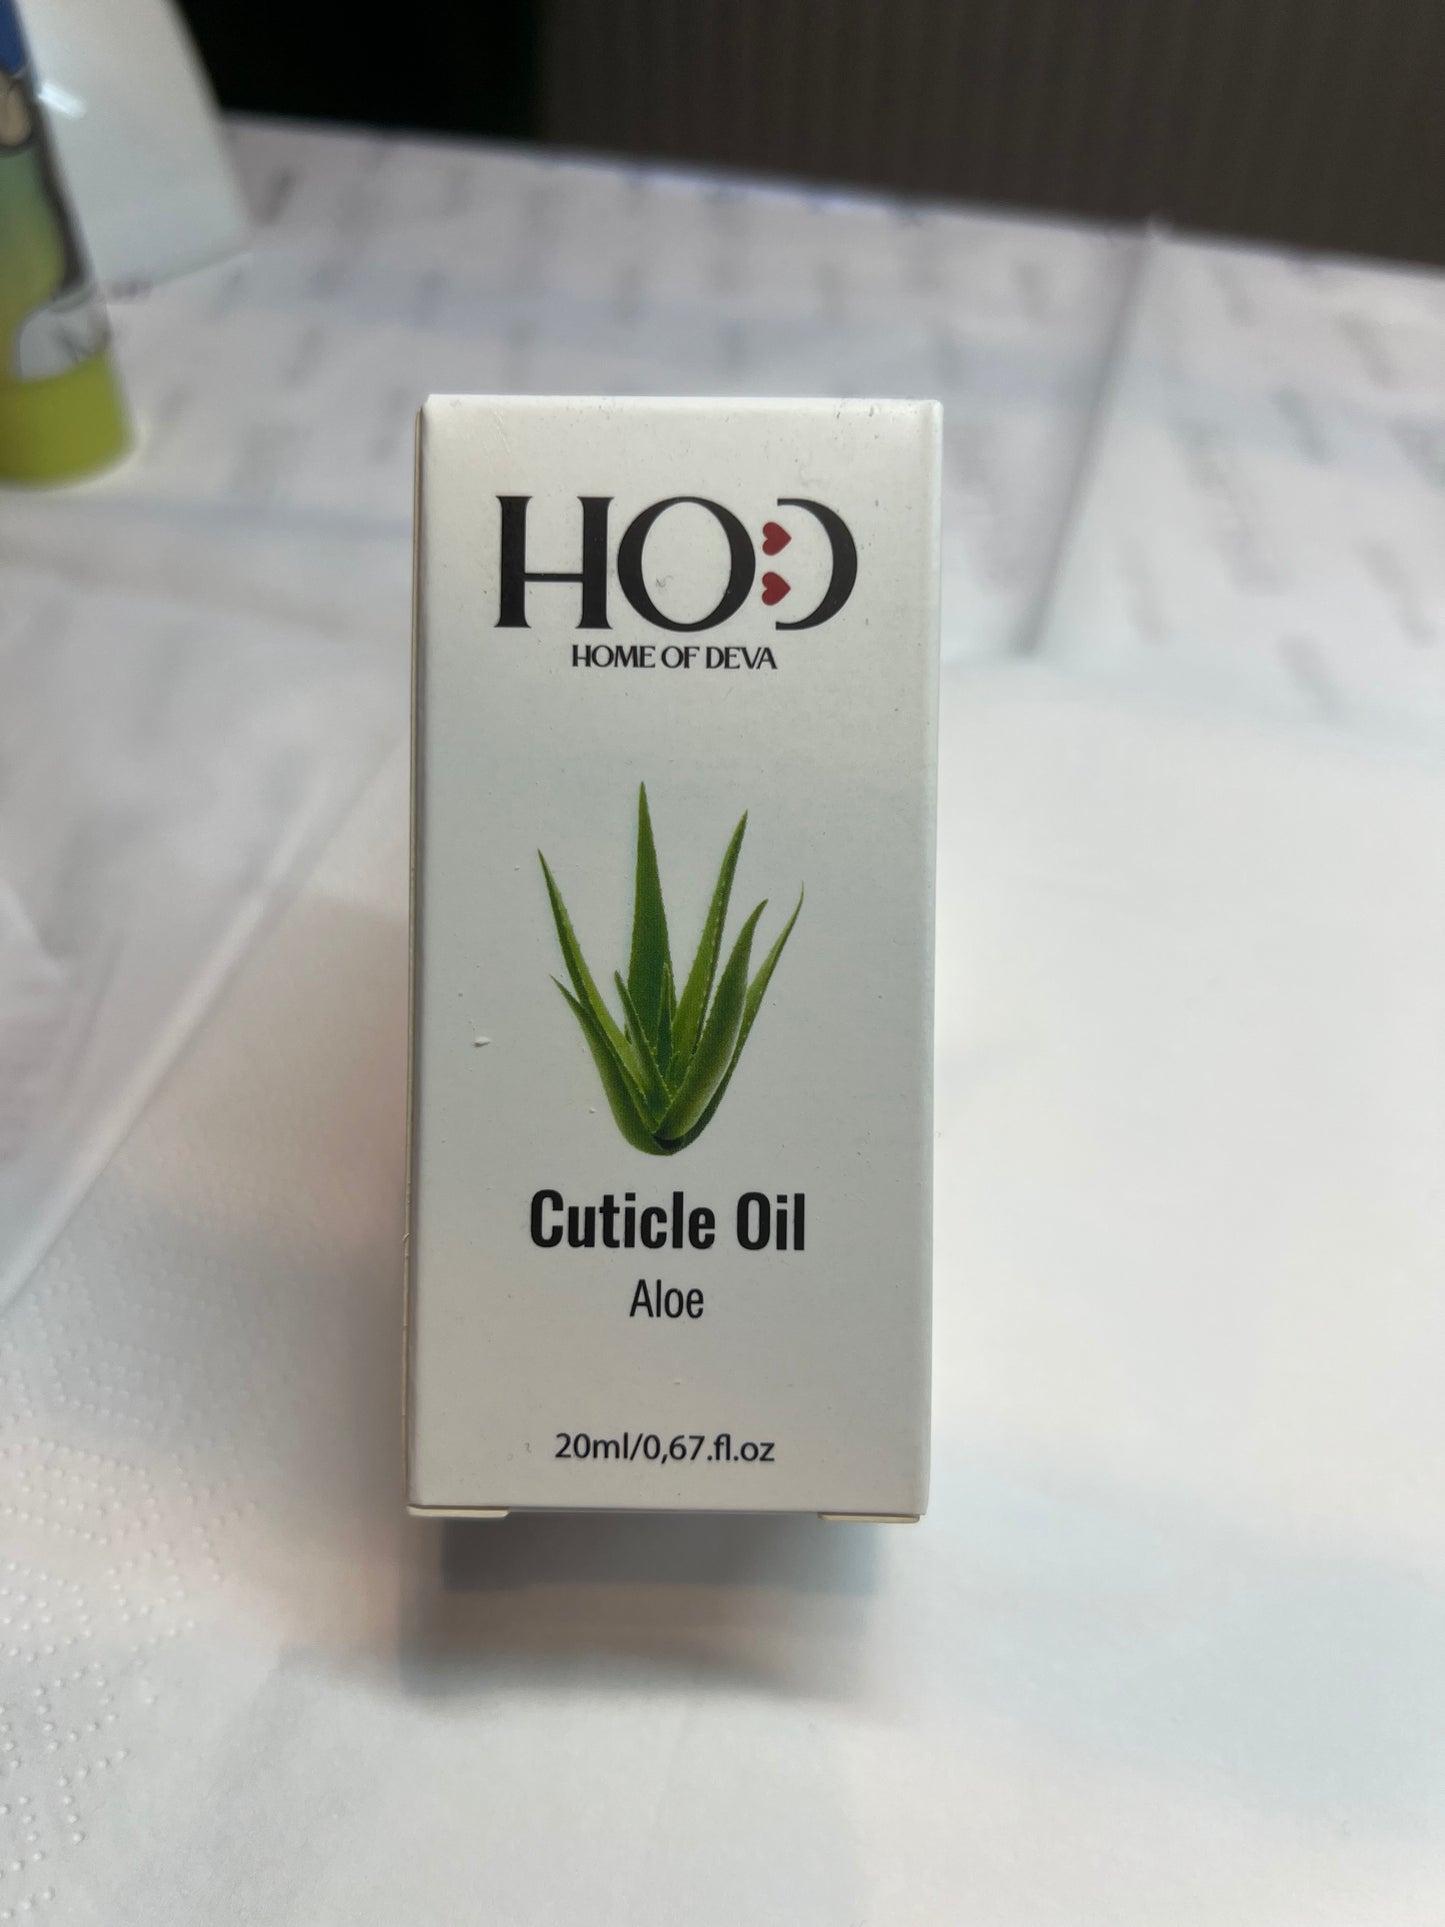 HOD
HOME OF DEVA
Cuticle Oil
Aloe
20ml/0,67.fl.oz